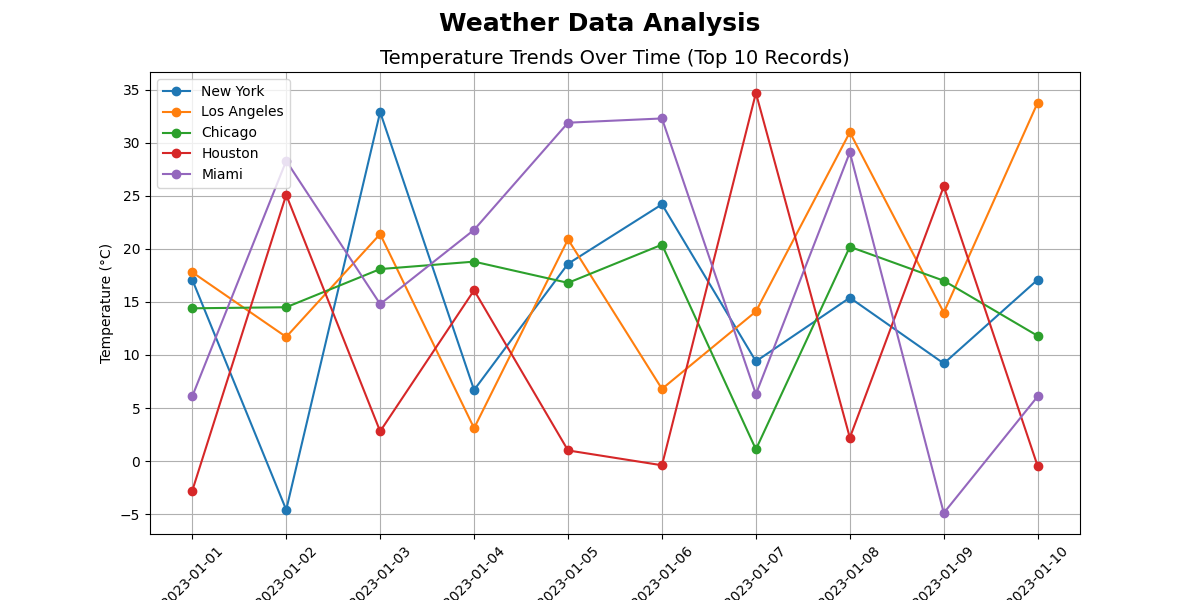 Weather Data Analysis
Temperature Trends Over Time (Top 10 Records)
New York
Los Angeles
Chicago
Houston
Miami
Temperature (°C)
35
30
25
20
15
10
5
0
−5
2023-01-01
2023-01-02
2023-01-03
2023-01-04
2023-01-05
2023-01-06
2023-01-07
2023-01-08
2023-01-09
2023-01-10